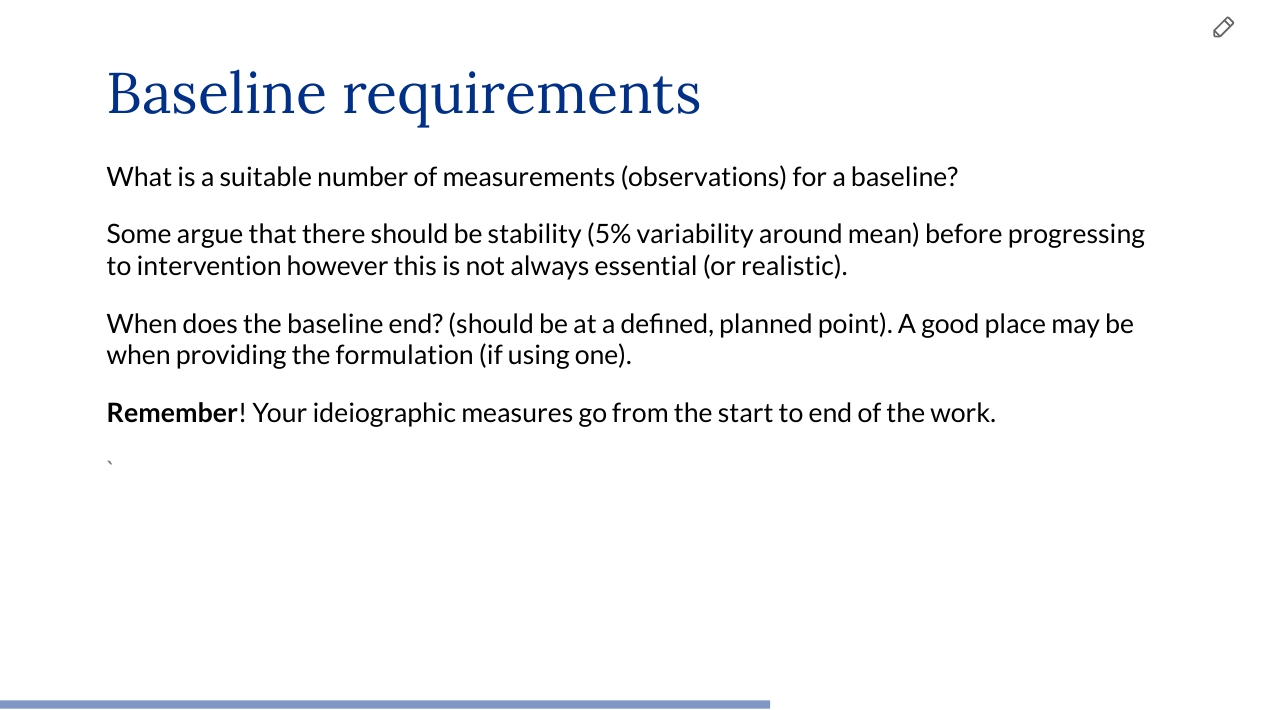 Baseline requirements
What is a suitable number of measurements (observations) for a baseline?
Some argue that there should be stability (5% variability around mean) before progressing
to intervention however this is not always essential (or realistic).
When does the baseline end? (should be at a defined, planned point). A good place may be
when providing the formulation (if using one).
Remember! Your ideiographic measures go from the start to end of the work.
`